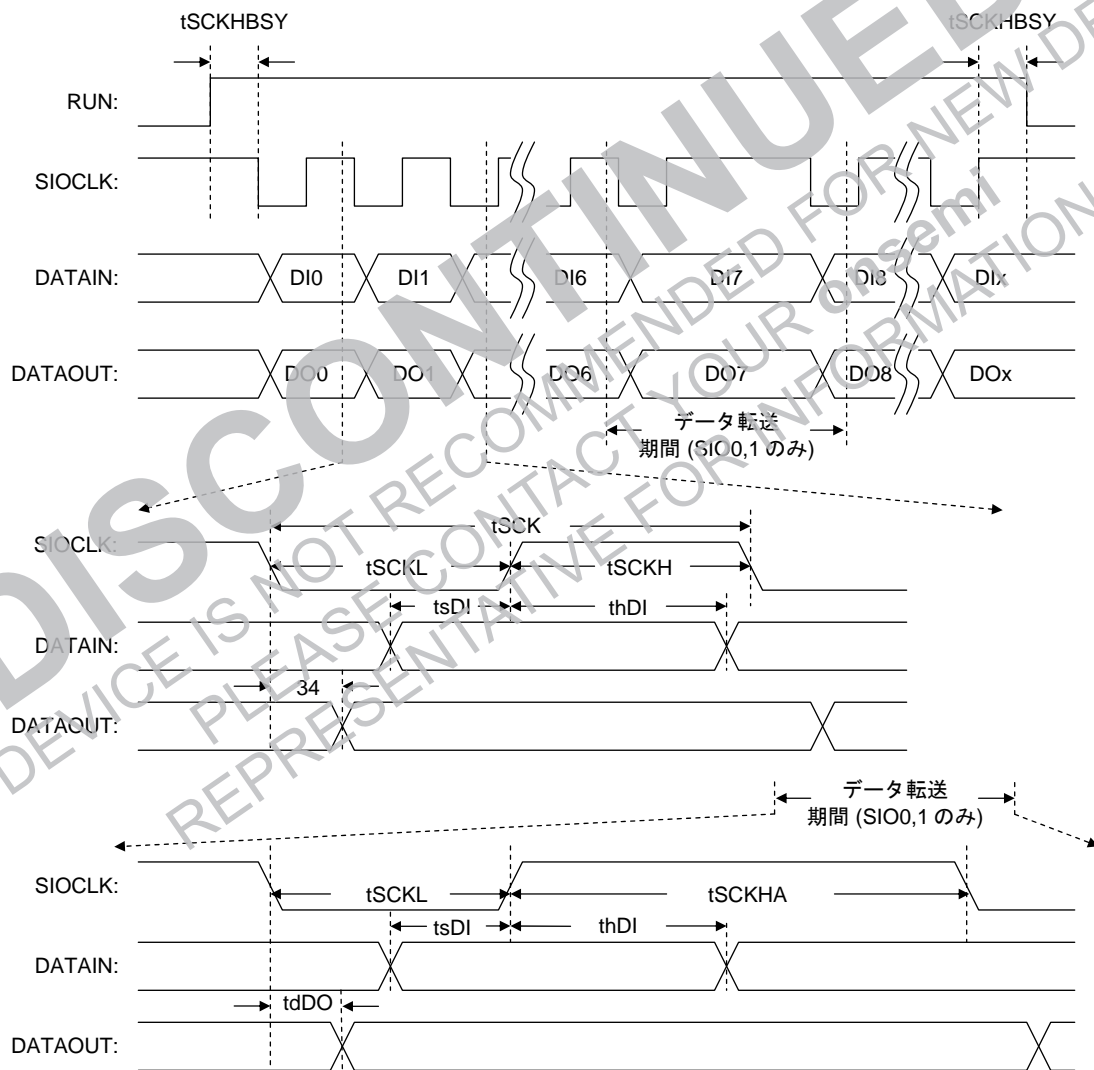 tSCKHBSY tSCKHBSY
RUN:
SIOCLK:
DATAIN: DI0 DI1 DI6 DI7 DI8 DIx
DATAOUT: DO0 DO1 DO6 DO7 DO8 DOx
データ転送
期間 (SIO0,1 のみ)
tSCK
SIOCLK:
tSCKL tSCKH
tsDI thDI
DATAIN:
34
DATAOUT:
データ転送
期間 (SIO0,1 のみ)
SIOCLK:
tSCKL tSCKHA
tsDI thDI
DATAIN:
tdDO
DATAOUT:
DISCONTINUED
DEVICE IS NOT RECOMMENDED FOR NEW DE
PLEASE CONTACT YOUR onsemi
REPRESENTATIVE FOR INFORMATION